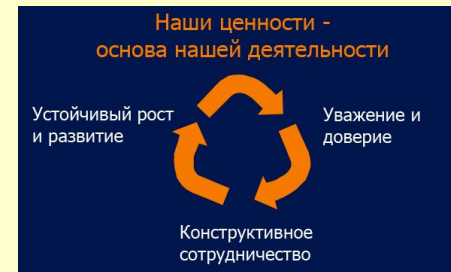 Наши ценности -
основа нашей деятельности
Устойчивый рост
и развитие
Уважение и
доверие
Конструктивное
сотрудничество